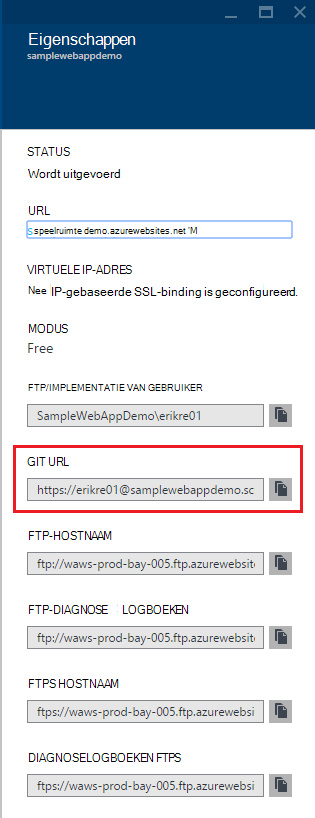 Eigenschappen
samplewebappdemo
STATUS
Wordt uitgevoerd
URL
s speelruimte demo.azurewebsites.net 'M
VIRTUELE IP-ADRES
Nee IP-gebaseerde SSL-binding is geconfigureerd.
MODUS
Free
FTP/IMPLEMENTATIE VAN GEBRUIKER
SampleWebAppDemo\erikre01
GIT URL
https://erikre01@samplewebappdemo.sc
FTP-HOSTNAAM
ftp://waws-prod-bay-005.ftp.azurewebsite
FTP-DIAGNOSE LOGBOEKEN
ftp://waws-prod-bay-005.ftp.azurewebsite
FTPS HOSTNAAM
ftps://waws-prod-bay-005.ftp.azurewebsi
DIAGNOSELOGBOEKEN FTPS
ftps://waws-prod-bay-005.ftp.azurewebsi